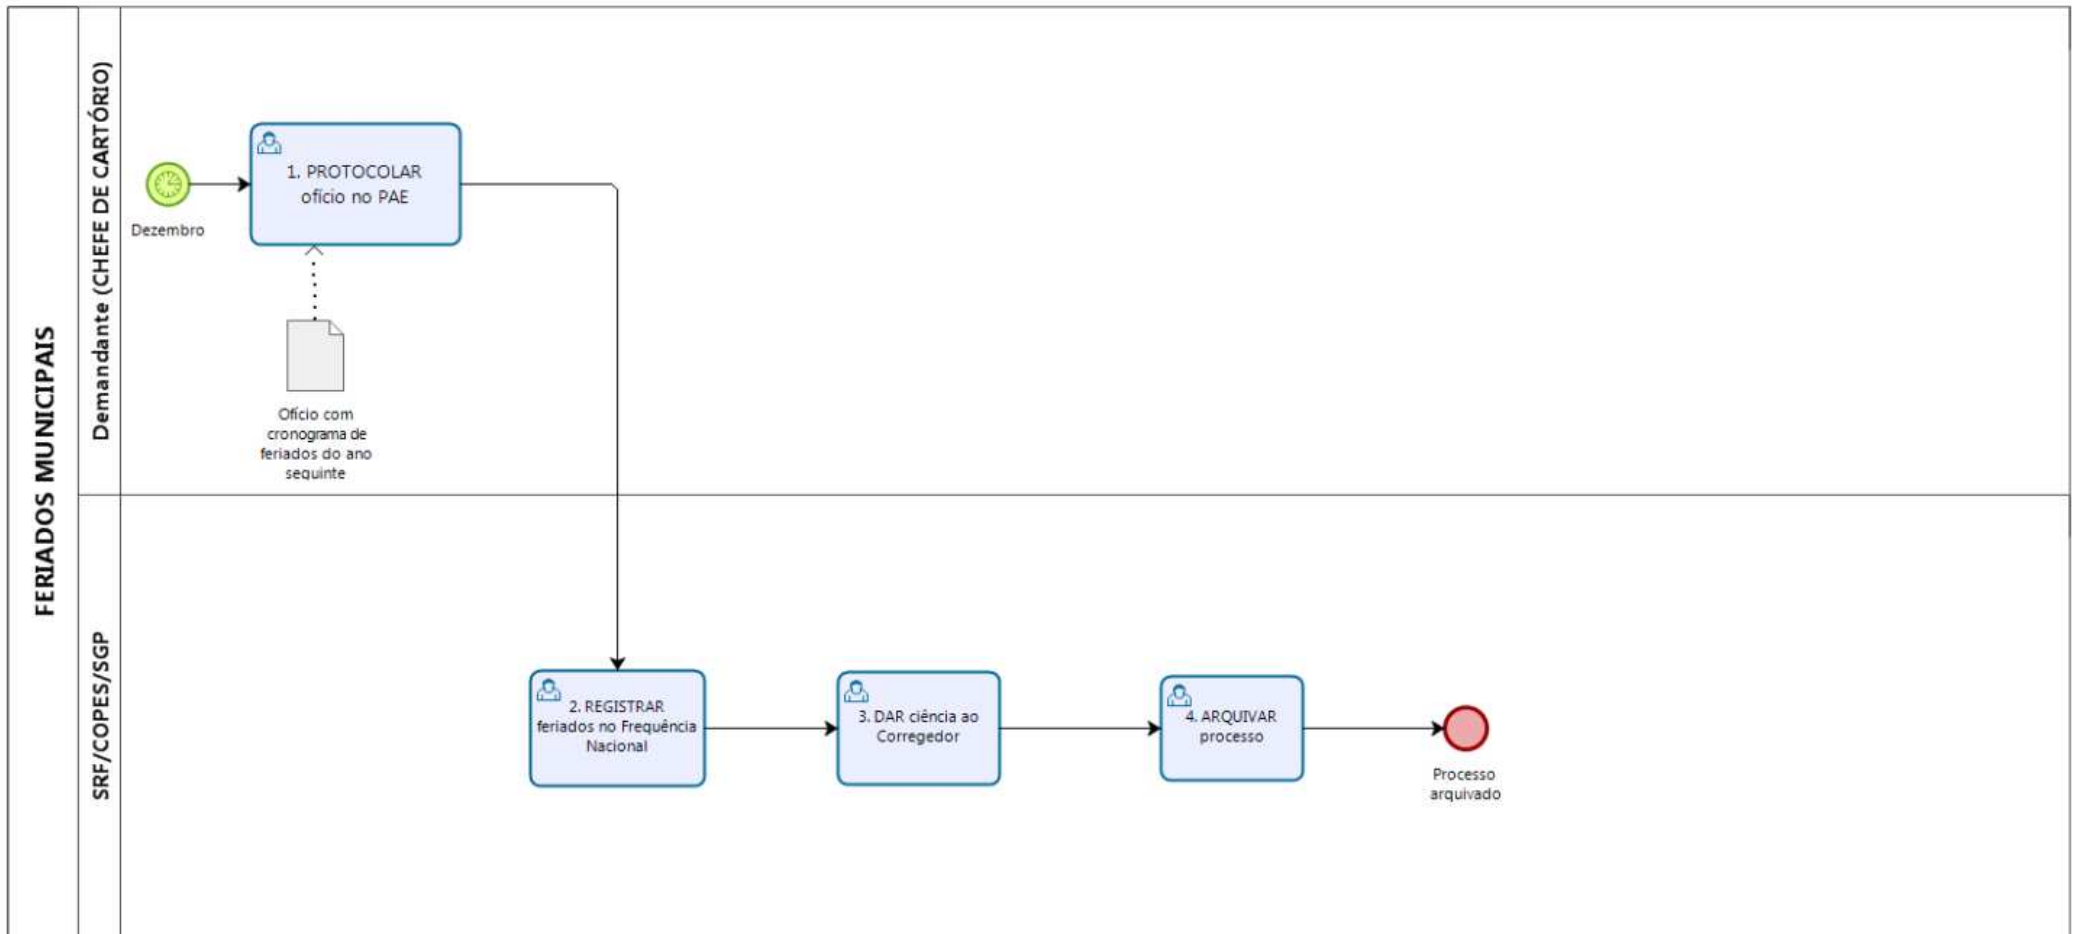 FERIADOS MUNICIPAIS
Demandante (CHEFE DE CARTÓRIO)
Dezembro
1. PROTOCOLAR
ofício no PAE
Ofício com
cronograma de
feriados do ano
seguinte
SRF/COPES/SGP
2. REGISTRAR
feriados no Frequência
Nacional
3. DAR ciência ao
Corregedor
4. ARQUIVAR
processo
Processo
arquivado